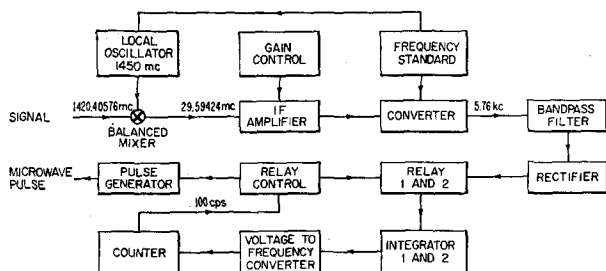 LOCAL
OSCILLATOR
1450 mc
GAIN
CONTROL
FREQUENCY
STANDARD
SIGNAL
1420,40576mc
BALANCED
MIXER
29,59424mc
IF
AMPLIFIER
CONVERTER
5.76 kc
BANDPASS
FILTER
MICROWAVE
PULSE
PULSE
GENERATOR
RELAY
CONTROL
RELAY
1 AND 2
RECTIFIER
100 cps
COUNTER
VOLTAGE TO
FREQUENCY
CONVERTER
INTEGRATOR
1 AND 2